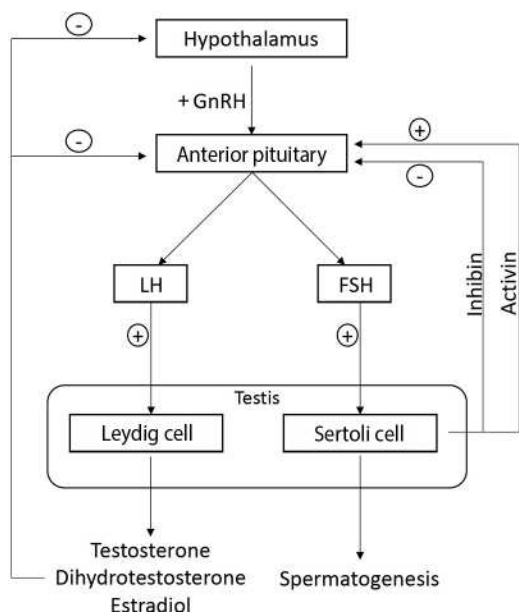 -
Hypothalamus
+ GnRH
-
Anterior pituitary
+
-
LH
FSH
Inhibin
Activin
+
+
Testis
Leydig cell
Sertoli cell
Testosterone
Dihydrotestosterone
Estradiol
Spermatogenesis